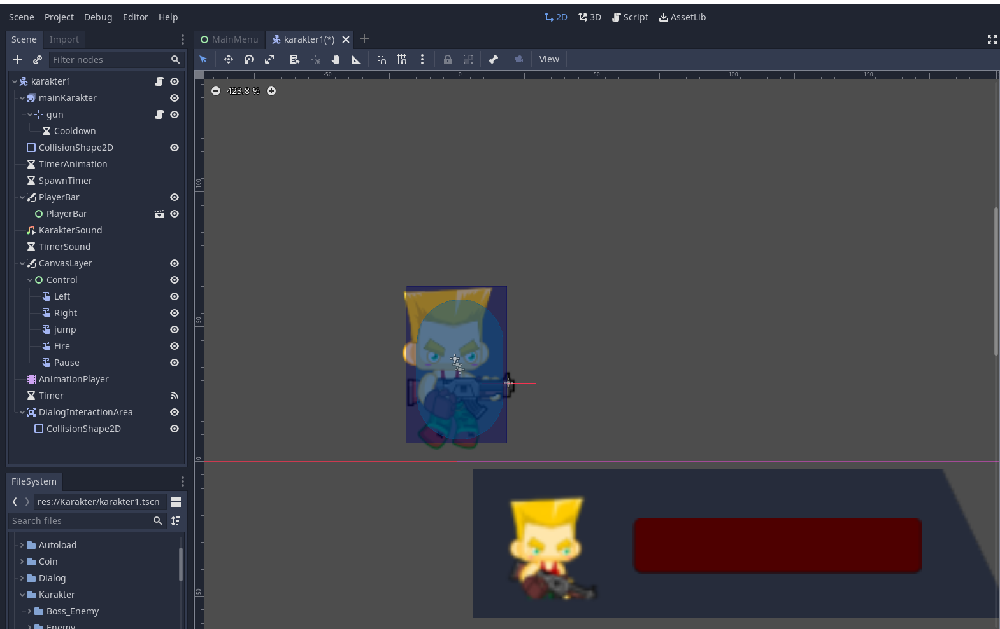 Scene Project Debug Editor Help
2D 3D Script AssetLib
Scene Import
MainMenu karakter1(*)
Filter nodes
View
karakter1
mainKarakter
gun
Cooldown
CollisionShape2D
TimerAnimation
SpawnTimer
PlayerBar
PlayerBar
KarakterSound
TimerSound
CanvasLayer
Control
Left
Right
jump
Fire
Pause
AnimationPlayer
Timer
DialogInteractionArea
CollisionShape2D
-50 0 50 100 150
423.8 %
-100
-50
0
50
FileSystem
res://Karakter/karakter1.tscn
Search files
Autoload
Coin
Dialog
Karakter
Boss_Enemy
Enemy